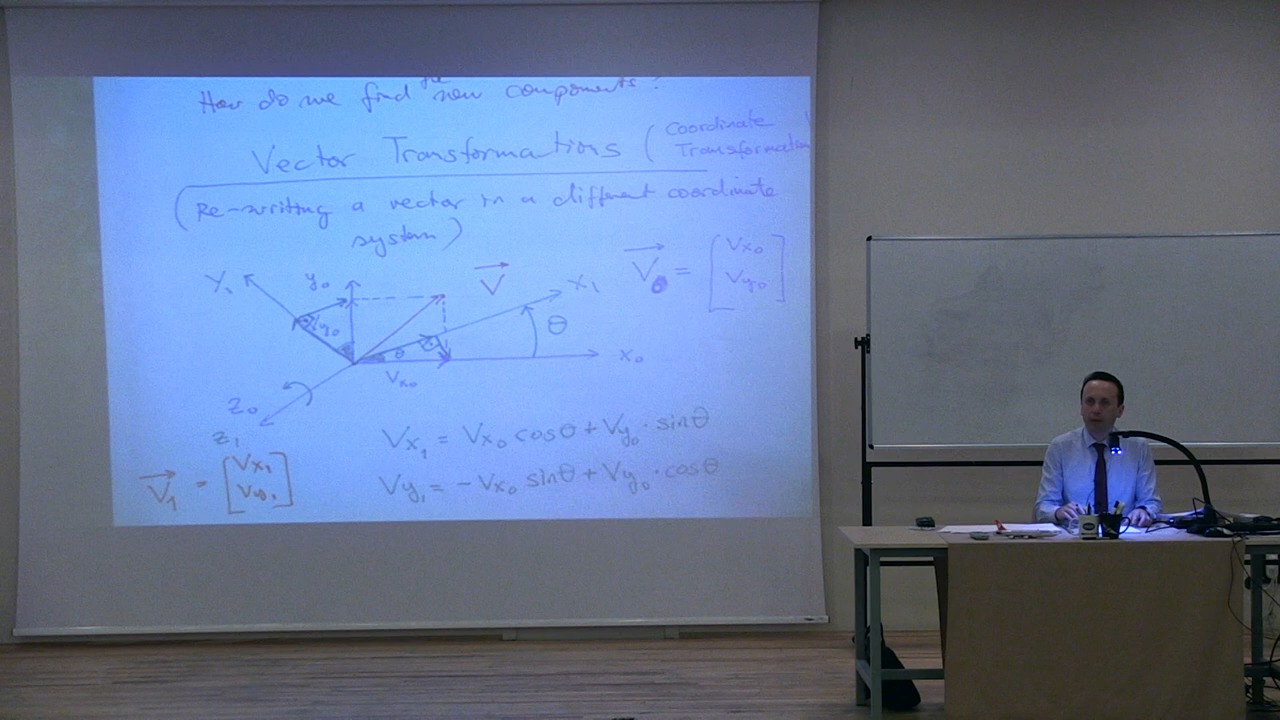 How do we find the new components?
Vector Transformations (Coordinate
Transformation
(Re-writing a vector in a different coordinate
system)
V₀ = [Vx₀
Vy₀]
Y₁
y₀
V
X₁
Vy₀
θ
θ
x₀
Vx₀
Z₀
Z₁
Vx₁ = Vx₀ cosθ + Vy₀ · sinθ
V₁ = [Vx₁
Vy₁]
Vy₁ = - Vx₀ sinθ + Vy₀ · cosθ